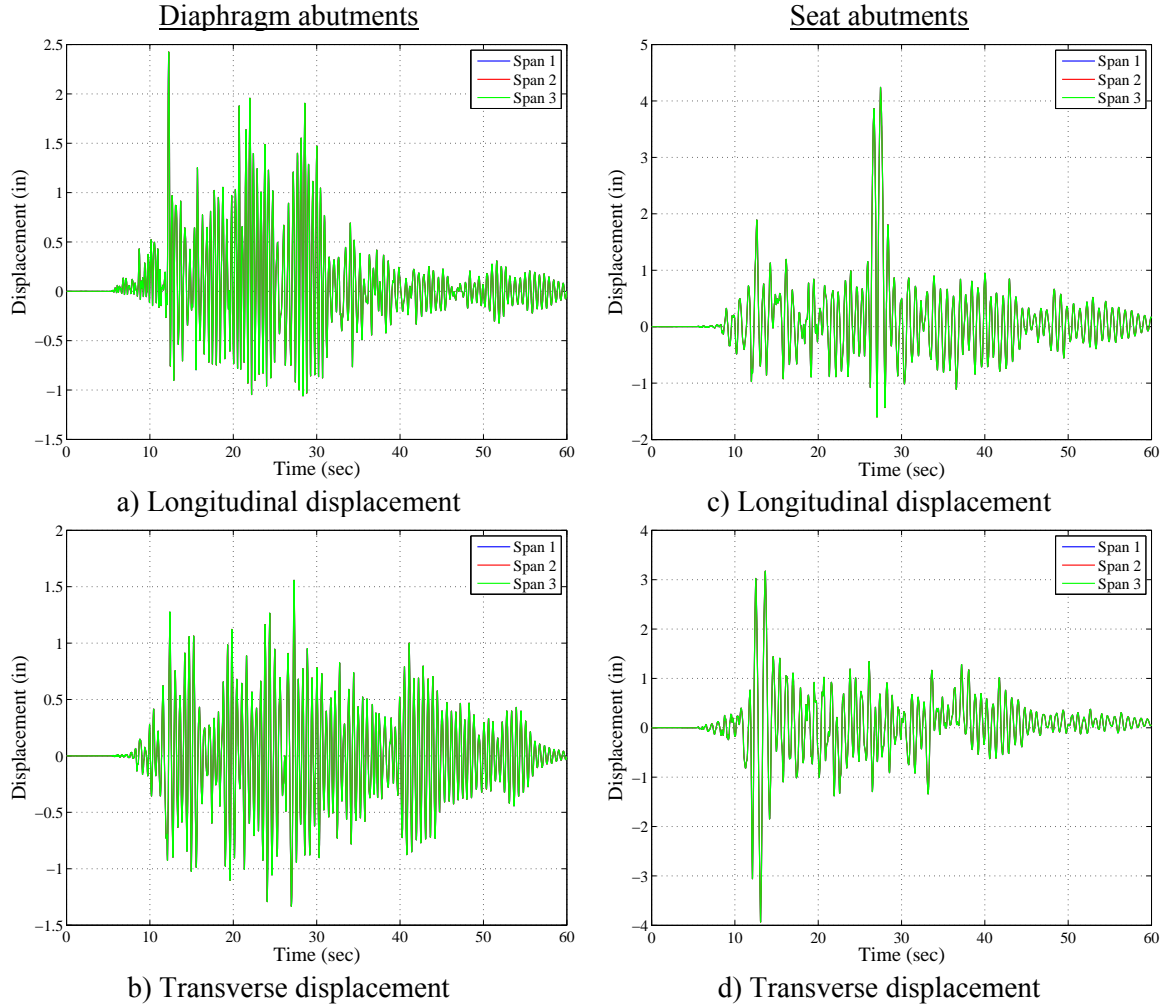 Diaphragm abutments
2.5
2
1.5
1
0.5
0
−0.5
−1
−1.5
0 10 20 30 40 50 60
Displacement (in)
Time (sec)
Span 1
Span 2
Span 3
a) Longitudinal displacement
2
1.5
1
0.5
0
−0.5
−1
−1.5
0 10 20 30 40 50 60
Displacement (in)
Time (sec)
Span 1
Span 2
Span 3
b) Transverse displacement
Seat abutments
5
4
3
2
1
0
−1
−2
0 10 20 30 40 50 60
Displacement (in)
Time (sec)
Span 1
Span 2
Span 3
c) Longitudinal displacement
4
3
2
1
0
−1
−2
−3
−4
0 10 20 30 40 50 60
Displacement (in)
Time (sec)
Span 1
Span 2
Span 3
d) Transverse displacement